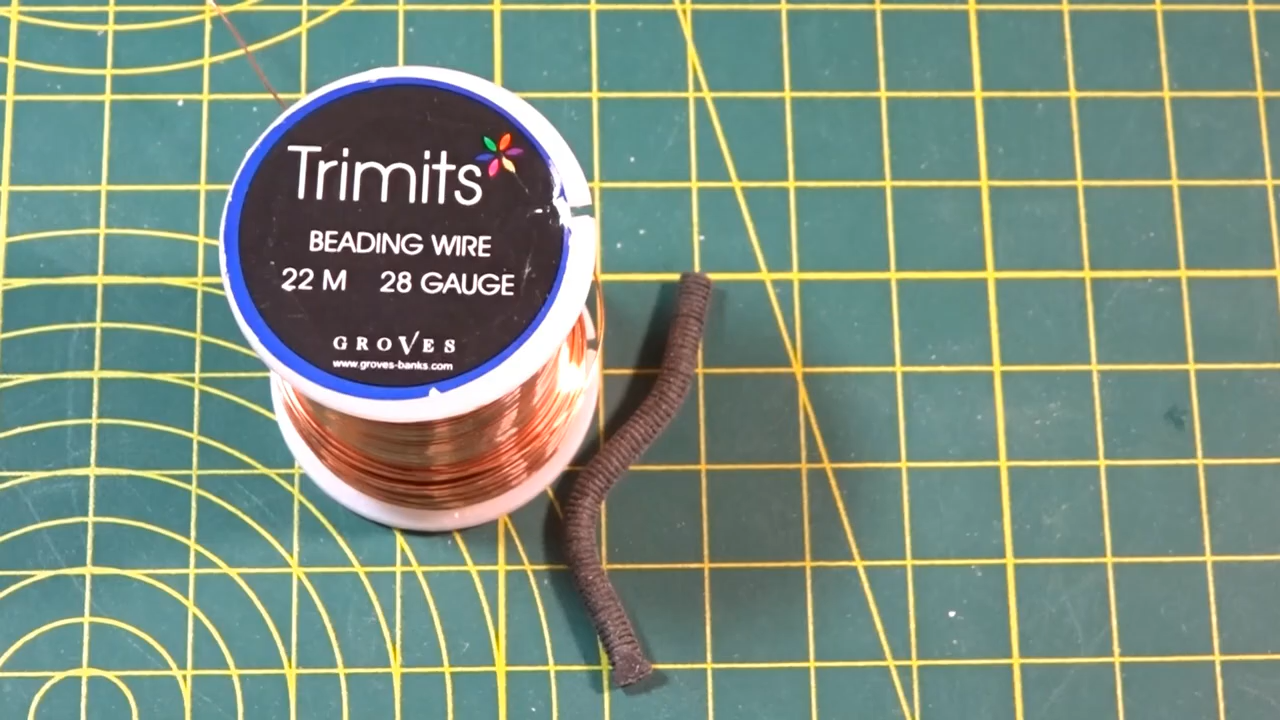 Trimits
BEADING WIRE
22 M 28 GAUGE
GROVES
www.groves-banks.com